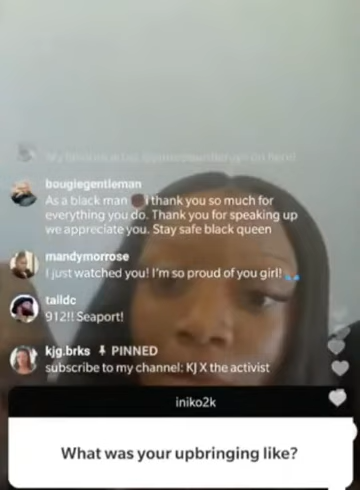 bougiegentleman
As a black man I thank you so much for
everything you do. Thank you for speaking up
we appreciate you. Stay safe black queen
mandymorrose
I just watched you! I'm so proud of you girl!
talldc
912!! Seaport!
kjg.brks PINNED
subscribe to my channel: KJ X the activist
iniko2k
What was your upbringing like?